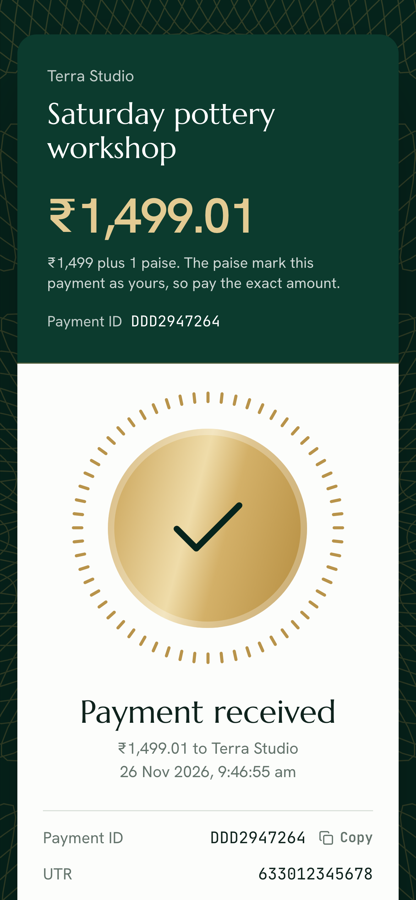 Terra Studio
Saturday pottery
workshop
₹1,499.01
₹1,499 plus 1 paise. The paise mark this
payment as yours, so pay the exact amount.
Payment ID DDD2947264
Payment received
₹1,499.01 to Terra Studio
26 Nov 2026, 9:46:55 am
Payment ID DDD2947264 Copy
UTR 633012345678